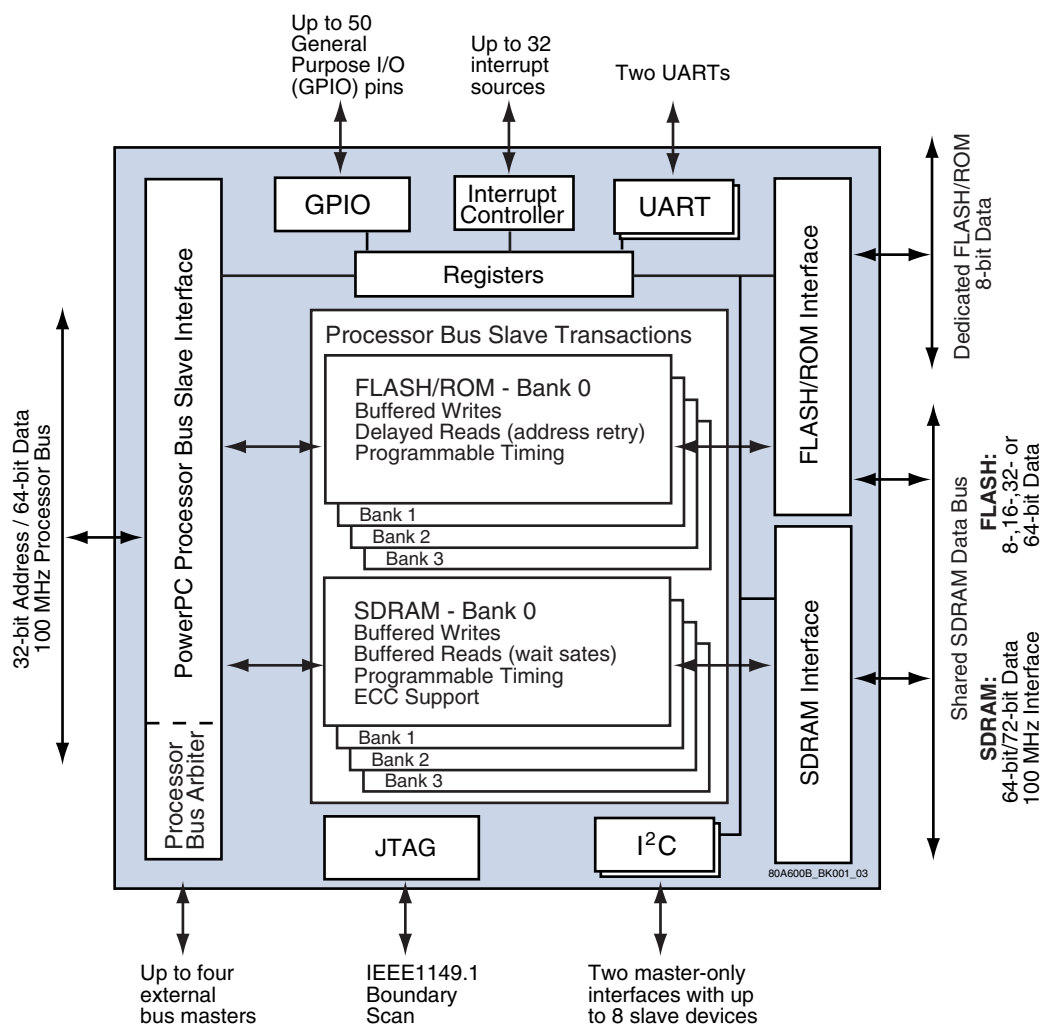 Up to 50
General
Purpose I/O
(GPIO) pins
Up to 32
interrupt
sources
Two UARTs
GPIO
Interrupt
Controller
UART
Registers
PowerPC Processor Bus Slave Interface
Processor
Bus Arbiter
32-bit Address / 64-bit Data
100 MHz Processor Bus
Processor Bus Slave Transactions
FLASH/ROM - Bank 0
Buffered Writes
Delayed Reads (address retry)
Programmable Timing
Bank 1
Bank 2
Bank 3
SDRAM - Bank 0
Buffered Writes
Buffered Reads (wait sates)
Programmable Timing
ECC Support
Bank 1
Bank 2
Bank 3
FLASH/ROM Interface
SDRAM Interface
Dedicated FLASH/ROM
8-bit Data
Shared SDRAM Data Bus
FLASH:
8-,16-,32- or
64-bit Data
SDRAM:
64-bit/72-bit Data
100 MHz Interface
JTAG
I²C
80A600B_BK001_03
Up to four
external
bus masters
IEEE1149.1
Boundary
Scan
Two master-only
interfaces with up
to 8 slave devices